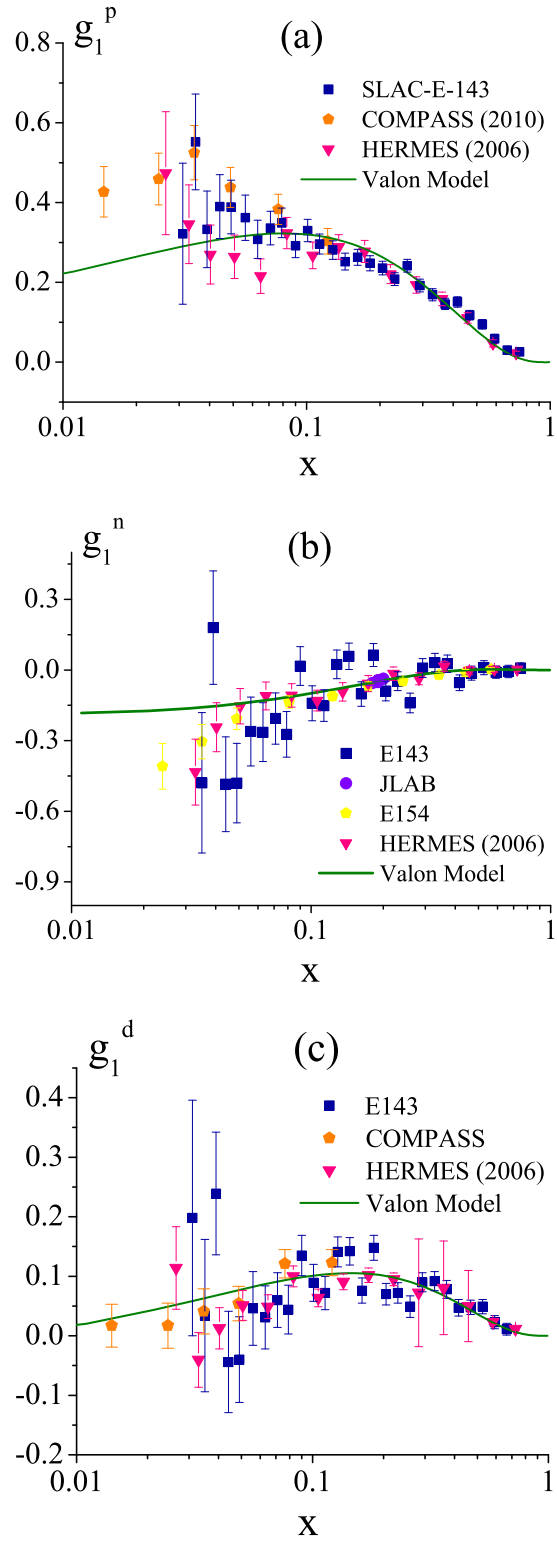 g₁ᵖ
(a)
0.8
SLAC-E-143
COMPASS (2010)
0.6
HERMES (2006)
Valon Model
0.4
0.2
0.0
0.01 0.1 1
x
g₁ⁿ
(b)
0.3
0.0
-0.3
E143
JLAB
-0.6
E154
HERMES (2006)
-0.9
Valon Model
0.01 0.1 1
x
g₁ᵈ
(c)
0.4
E143
COMPASS
0.3
HERMES (2006)
0.2
Valon Model
0.1
0.0
-0.1
-0.2
0.01 0.1 1
x